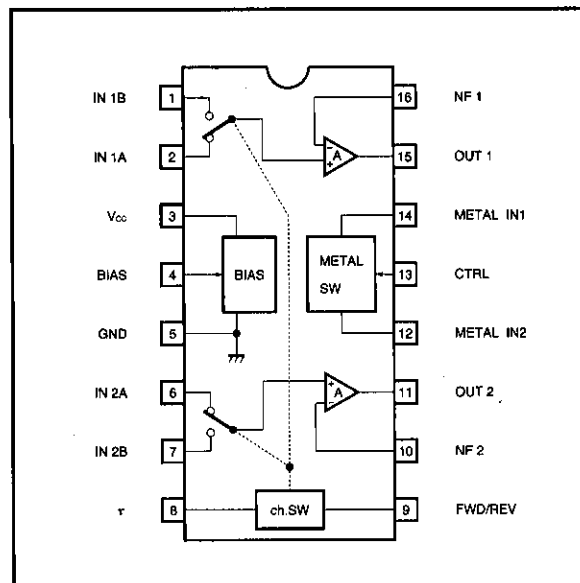 IN 1B 1 16 NF 1
IN 1A 2 - + A 15 OUT 1
Vcc 3 14 METAL IN1
BIAS 4 BIAS METAL SW 13 CTRL
GND 5 12 METAL IN2
IN 2A 6 + - A 11 OUT 2
IN 2B 7 10 NF 2
τ 8 ch.SW 9 FWD/REV